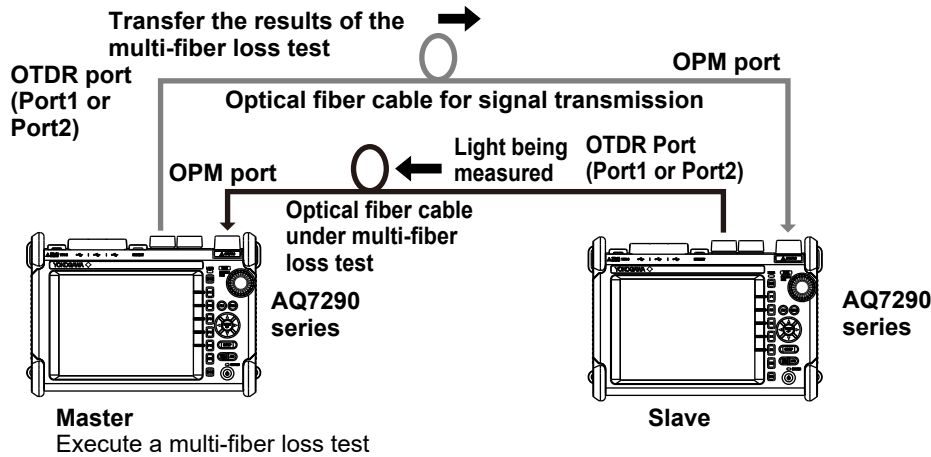 Transfer the results of the
multi-fiber loss test
OTDR port
(Port1 or
Port2)
OPM port
Optical fiber cable for signal transmission
Light being
measured
OTDR Port
(Port1 or Port2)
OPM port
Optical fiber cable
under multi-fiber
loss test
YOKOGAWA
YOKOGAWA
AQ7290
series
AQ7290
series
Master
Execute a multi-fiber loss test
Slave